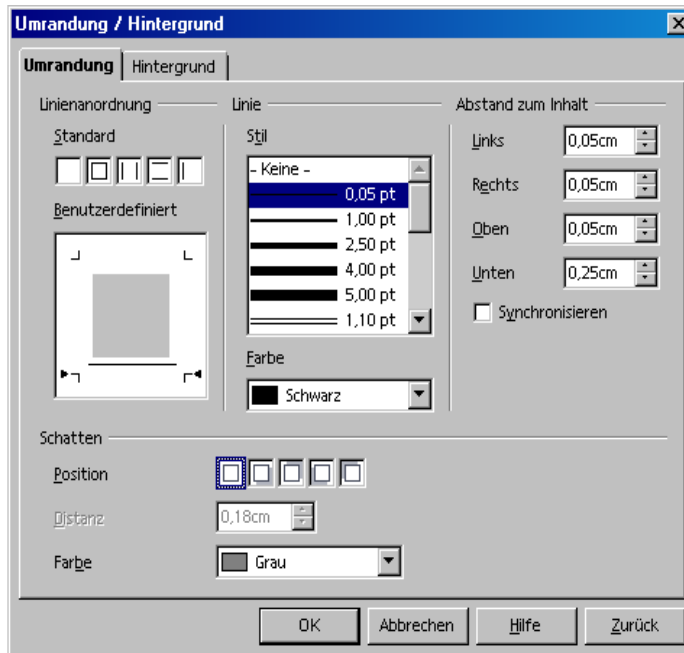 Umrandung / Hintergrund
Umrandung
Hintergrund
Linienanordnung
Standard
Benutzerdefiniert
Linie
Stil
- Keine -
0,05 pt
1,00 pt
2,50 pt
4,00 pt
5,00 pt
1,10 pt
Farbe
Schwarz
Abstand zum Inhalt
Links 0,05cm
Rechts 0,05cm
Oben 0,05cm
Unten 0,25cm
Synchronisieren
Schatten
Position
Distanz 0,18cm
Farbe Grau
OK Abbrechen Hilfe Zurück